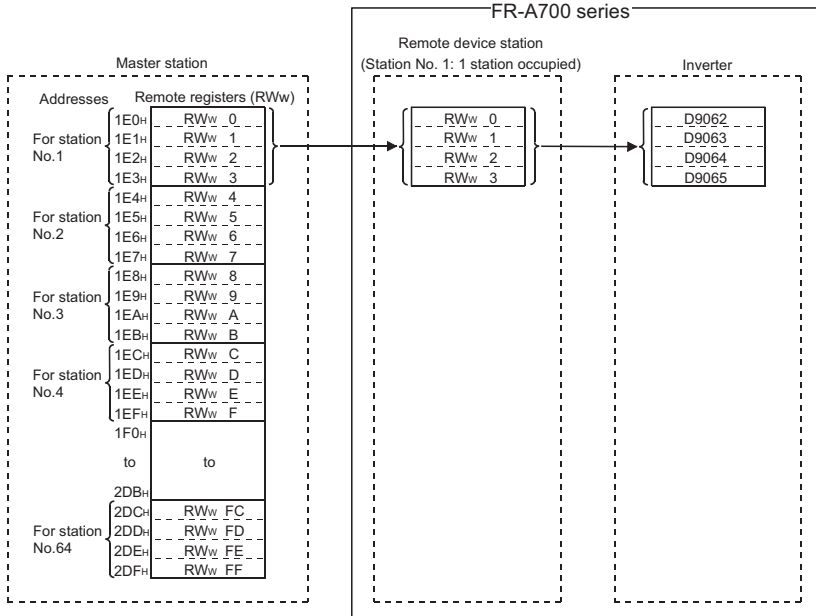 FR-A700 series
Remote device station
Master station
(Station No. 1: 1 station occupied)
Inverter
Addresses
Remote registers (RWw)
For station
No.1
1E0H RWw 0
1E1H RWw 1
1E2H RWw 2
1E3H RWw 3
RWw 0
RWw 1
RWw 2
RWw 3
D9062
D9063
D9064
D9065
For station
No.2
1E4H RWw 4
1E5H RWw 5
1E6H RWw 6
1E7H RWw 7
For station
No.3
1E8H RWw 8
1E9H RWw 9
1EAH RWw A
1EBH RWw B
For station
No.4
1ECH RWw C
1EDH RWw D
1EEH RWw E
1EFH RWw F
1F0H
to to
2DBH
For station
No.64
2DCH RWw FC
2DDH RWw FD
2DEH RWw FE
2DFH RWw FF